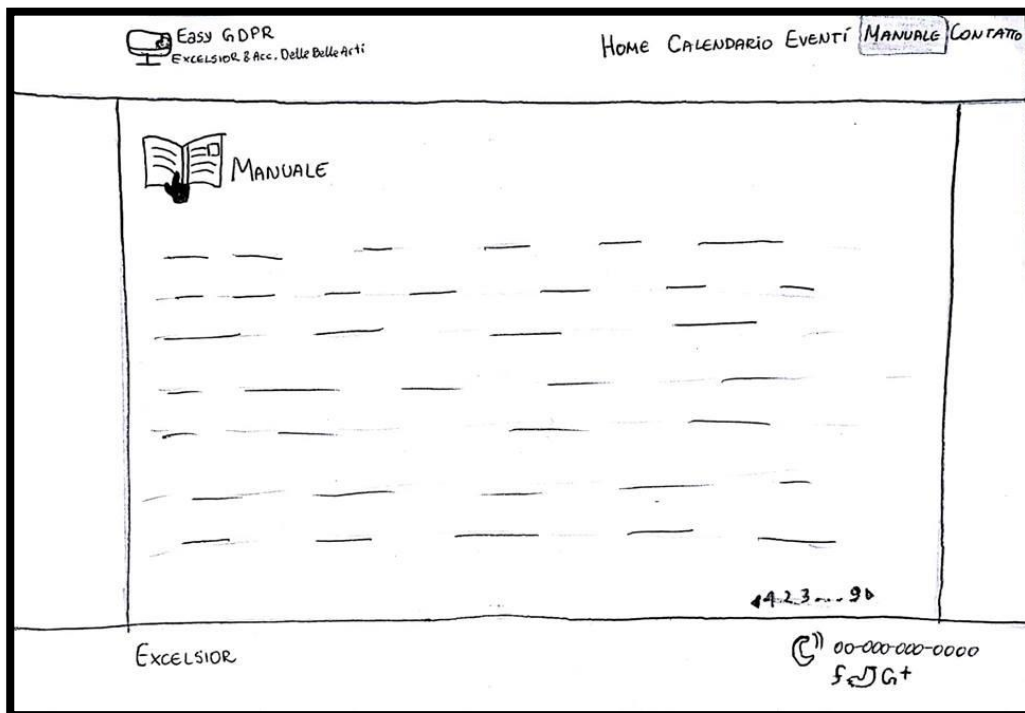 Easy GDPR
EXCELSIOR & Acc. Delle Belle Arti
HOME CALENDARIO EVENTI MANUALE CONTATTO
MANUALE
1 2 3 ... 9
EXCELSIOR
00-000-000-0000
f G+